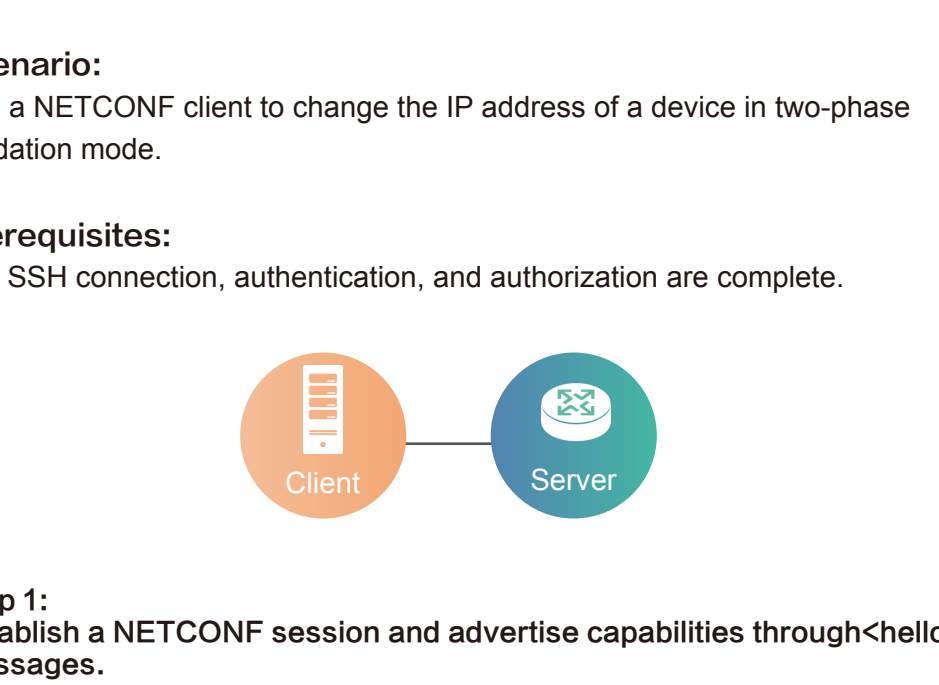 enario:
a NETCONF client to change the IP address of a device in two-phase
dation mode.
erequisites:
SSH connection, authentication, and authorization are complete.
Client
Server
p 1:
ablish a NETCONF session and advertise capabilities through<hello
ssages.